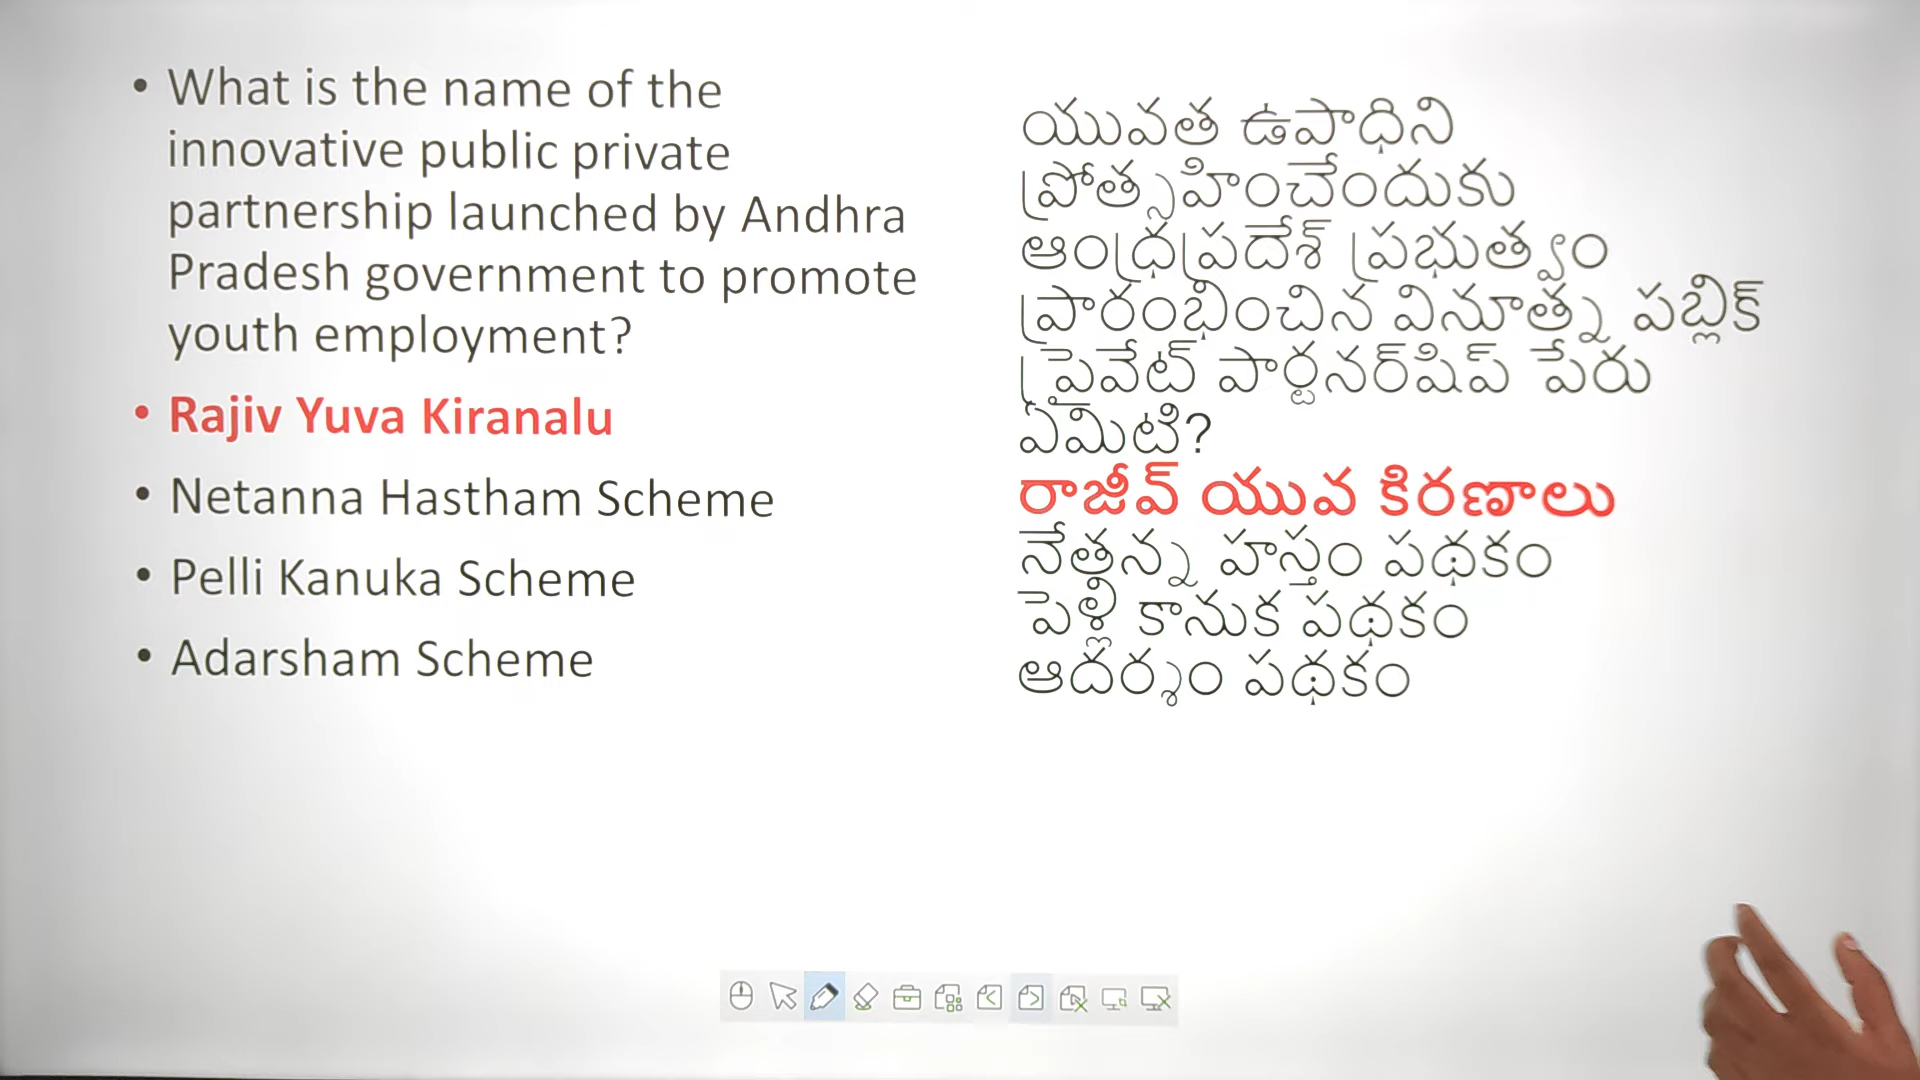 • What is the name of the
innovative public private
partnership launched by Andhra
Pradesh government to promote
youth employment?
• Rajiv Yuva Kiranalu
• Netanna Hastham Scheme
• Pelli Kanuka Scheme
• Adarsham Scheme
యువత ఉపాధిని
ప్రోత్సహించేందుకు
ఆంధ్రప్రదేశ్ ప్రభుత్వం
ప్రారంభించిన వినూత్న పబ్లిక్
ప్రైవేట్ పార్టనర్‌షిప్ పేరు
ఏమిటి?
రాజీవ్ యువ కిరణాలు
నేతన్న హస్తం పథకం
పెళ్లి కానుక పథకం
ఆదర్శం పథకం